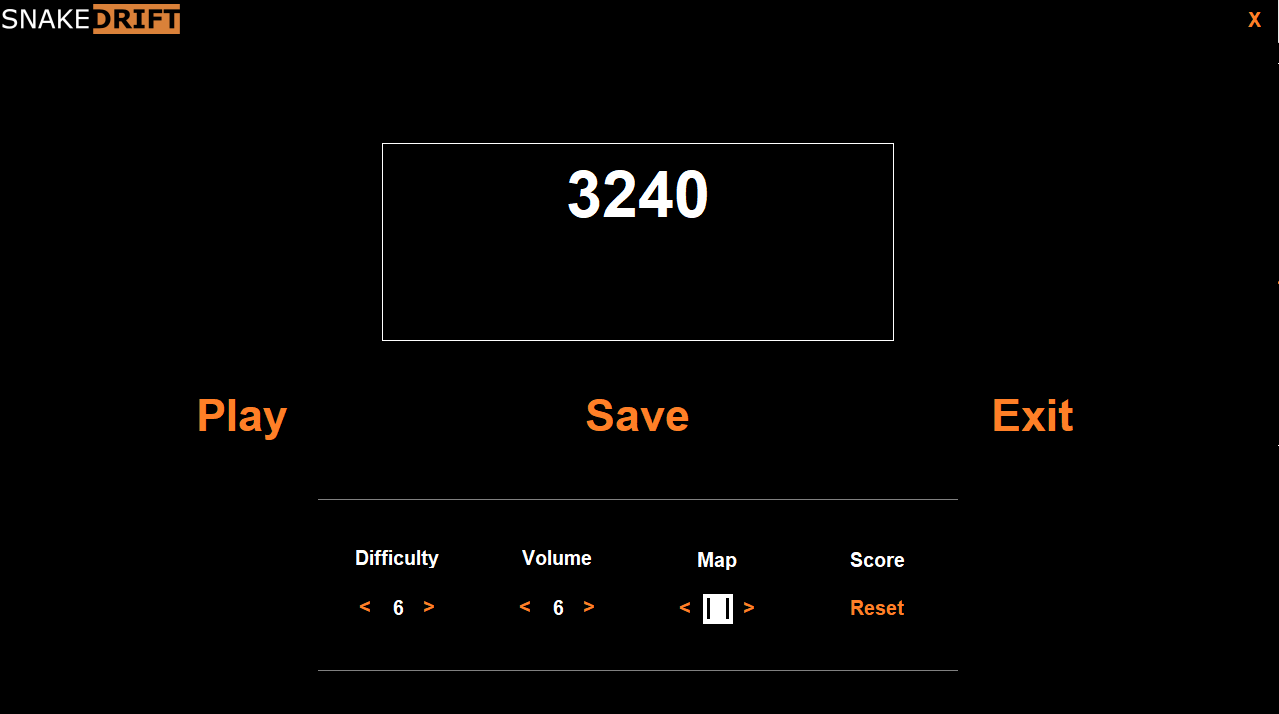 SNAKEDRIFT X
3240
Play Save Exit
Difficulty Volume Map Score
< 6 > < 6 > < > Reset